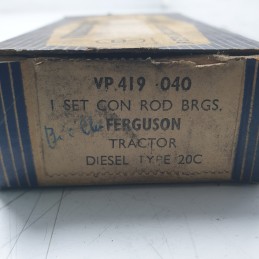 VP.419 ·040
1 SET CON ROD BRGS.
FERGUSON
TRACTOR
DIESEL TYPE 20C